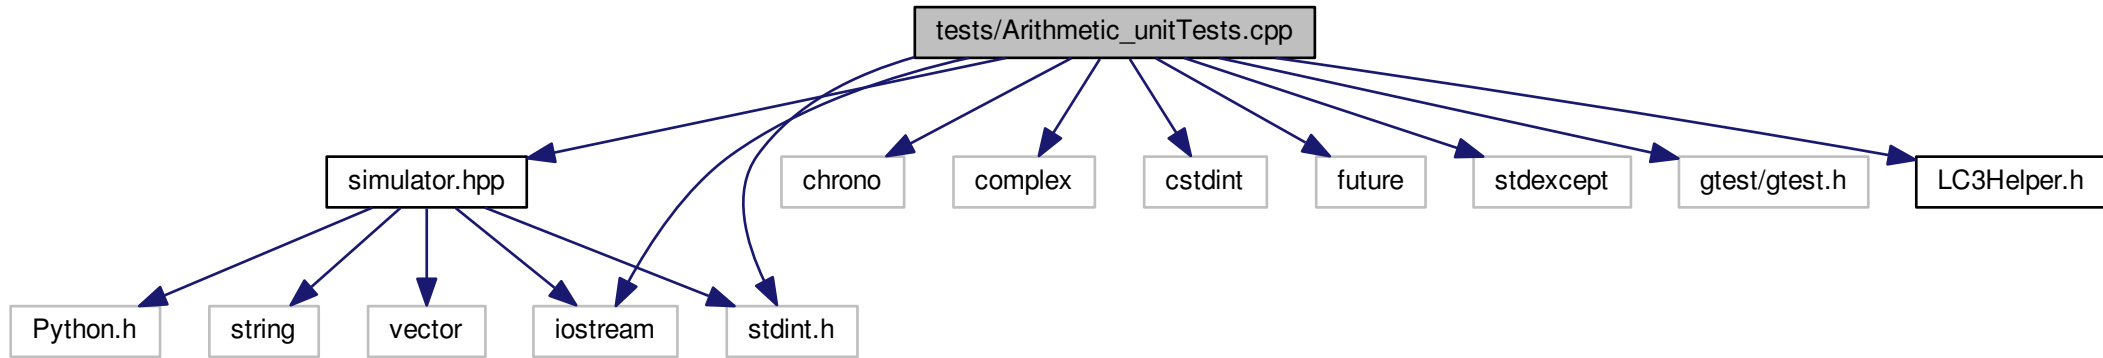 tests/Arithmetic_unitTests.cpp
simulator.hpp
chrono
complex
cstdint
future
stdexcept
gtest/gtest.h
LC3Helper.h
Python.h
string
vector
iostream
stdint.h